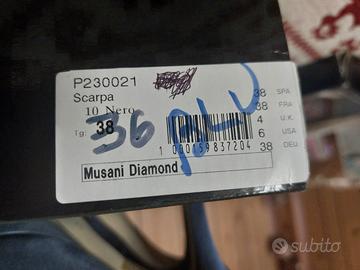 P230021
Scarpa
10 Nero
Tg: 38
36
BLU
38 SPA
38 FRA
4 U.K.
6 USA
38 DEU
1 000159837204
Musani Diamond
subito